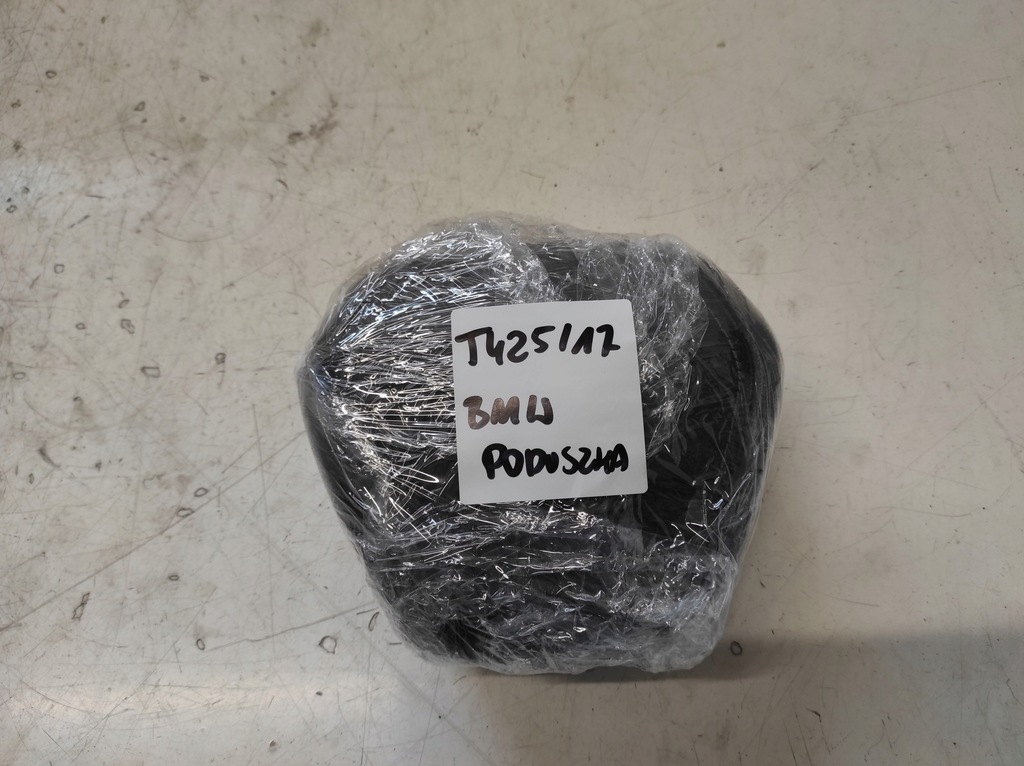 T425/17
BMW
PODUSZKA